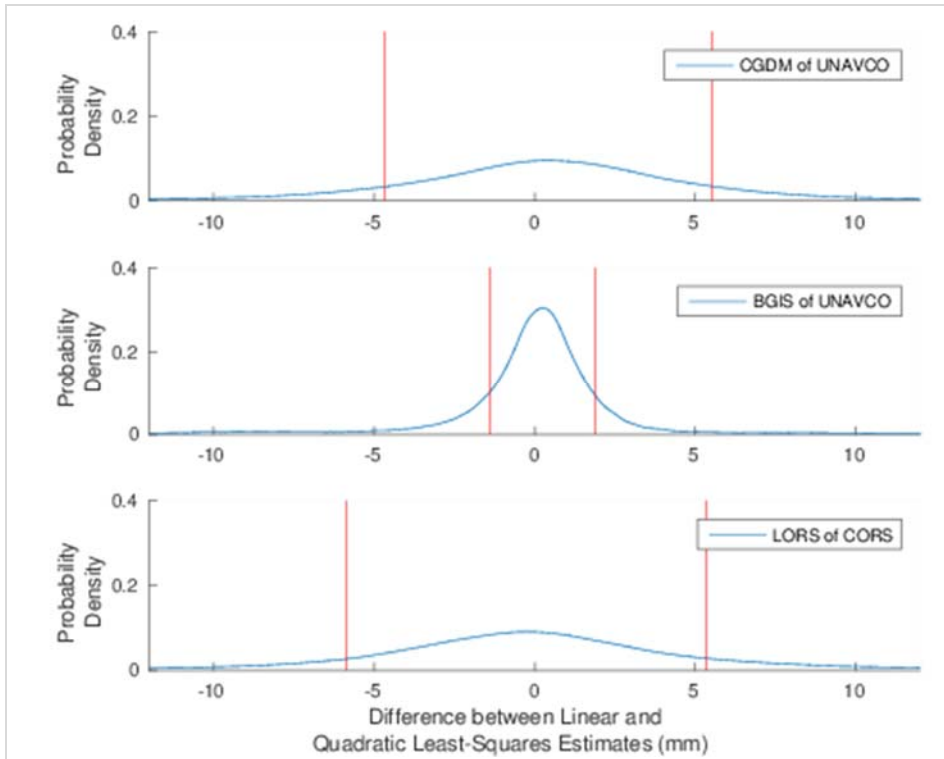 0.4
CGDM of UNAVCO
Probability
Density
0.2
0
-10
-5
0
5
10
0.4
BGIS of UNAVCO
Probability
Density
0.2
0
-10
-5
0
5
10
0.4
LORS of CORS
Probability
Density
0.2
0
-10
-5
0
5
10
Difference between Linear and
Quadratic Least-Squares Estimates (mm)